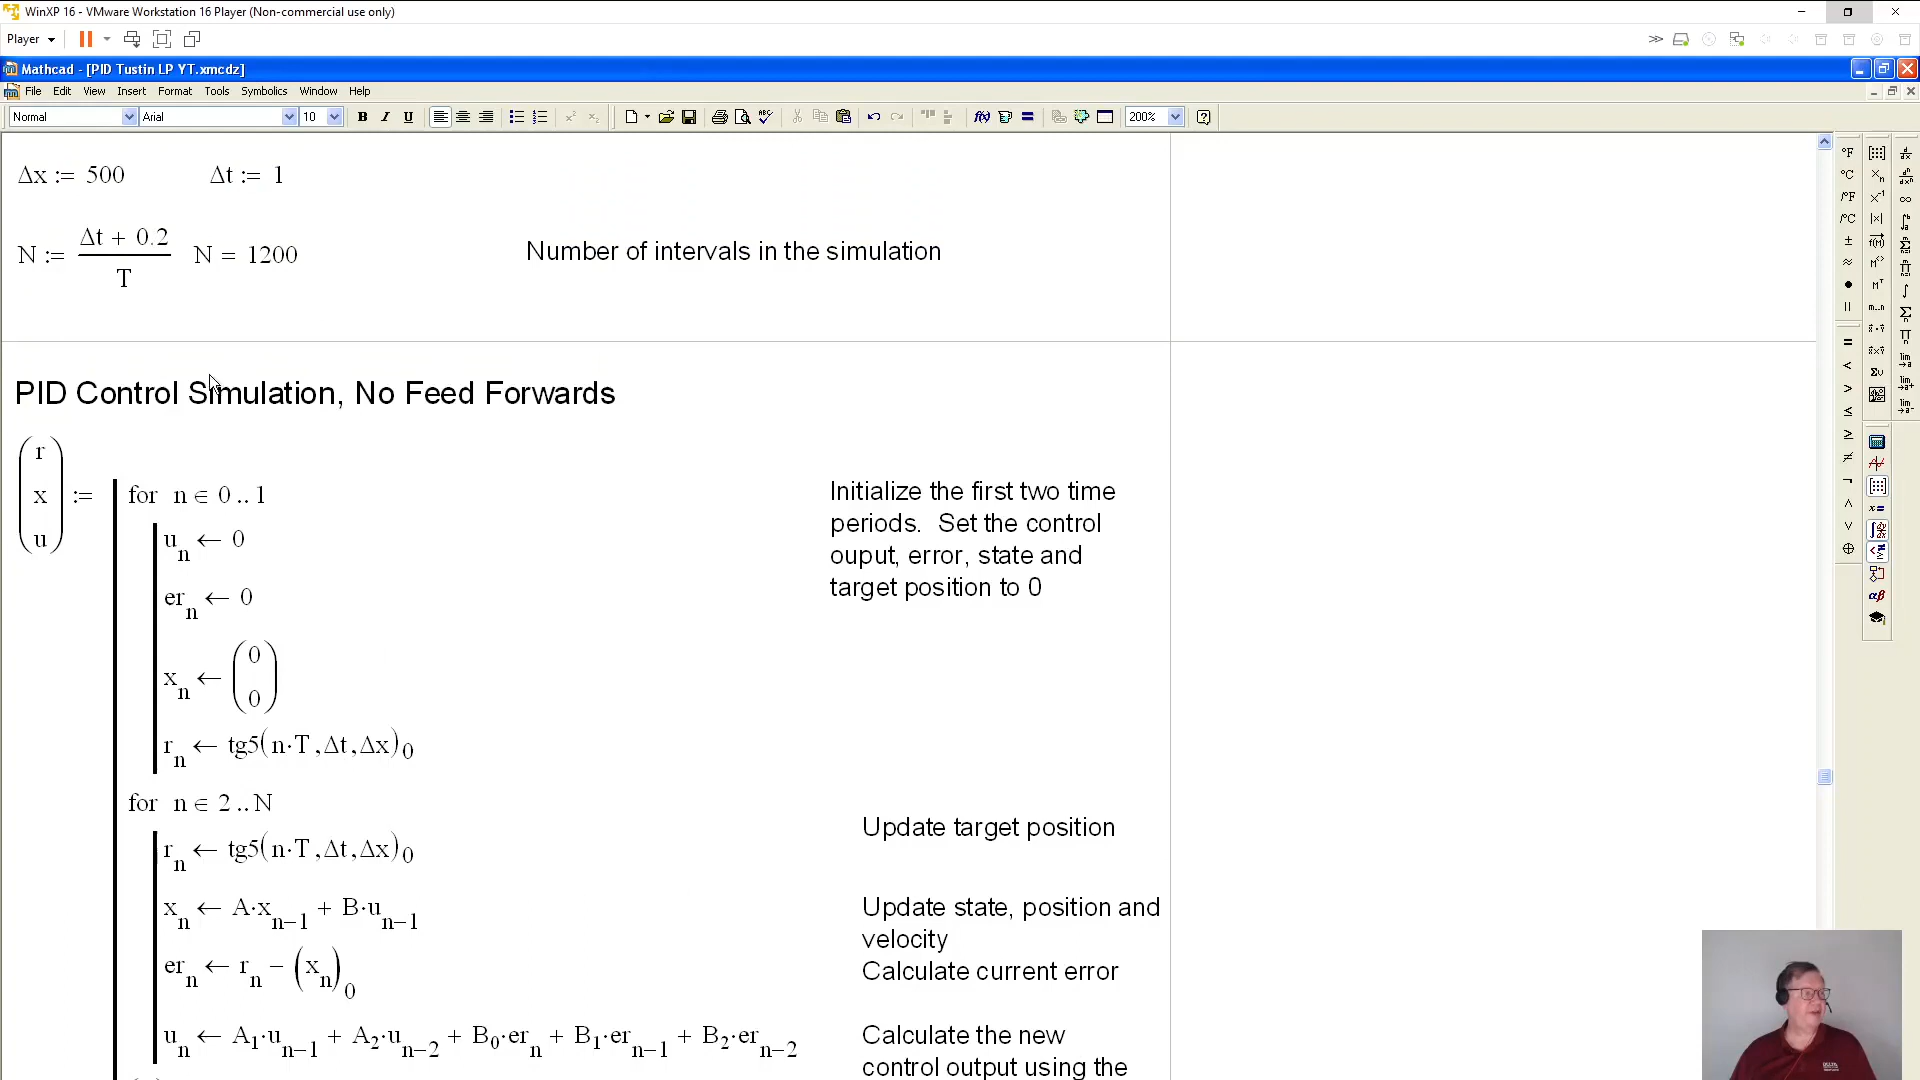 WinXP 16 - VMware Workstation 16 Player (Non-commercial use only)
Player
Mathcad - [PID Tustin LP YT.xmcdz]
File Edit View Insert Format Tools Symbolics Window Help
Normal Arial 10 B I U 200%
Δx := 500 Δt := 1
N := (Δt + 0.2)/T N = 1200 Number of intervals in the simulation
PID Control Simulation, No Feed Forwards
(r x u) :=
for n ∈ 0 .. 1
u_n ← 0
er_n ← 0
x_n ← (0 0)
r_n ← tg5(n·T, Δt, Δx)_0
Initialize the first two time
periods. Set the control
ouput, error, state and
target position to 0
for n ∈ 2 .. N
r_n ← tg5(n·T, Δt, Δx)_0
Update target position
x_n ← A·x_n−1 + B·u_n−1
Update state, position and
velocity
er_n ← r_n − (x_n)_0
Calculate current error
u_n ← A_1·u_n−1 + A_2·u_n−2 + B_0·er_n + B_1·er_n−1 + B_2·er_n−2
Calculate the new
control output using the